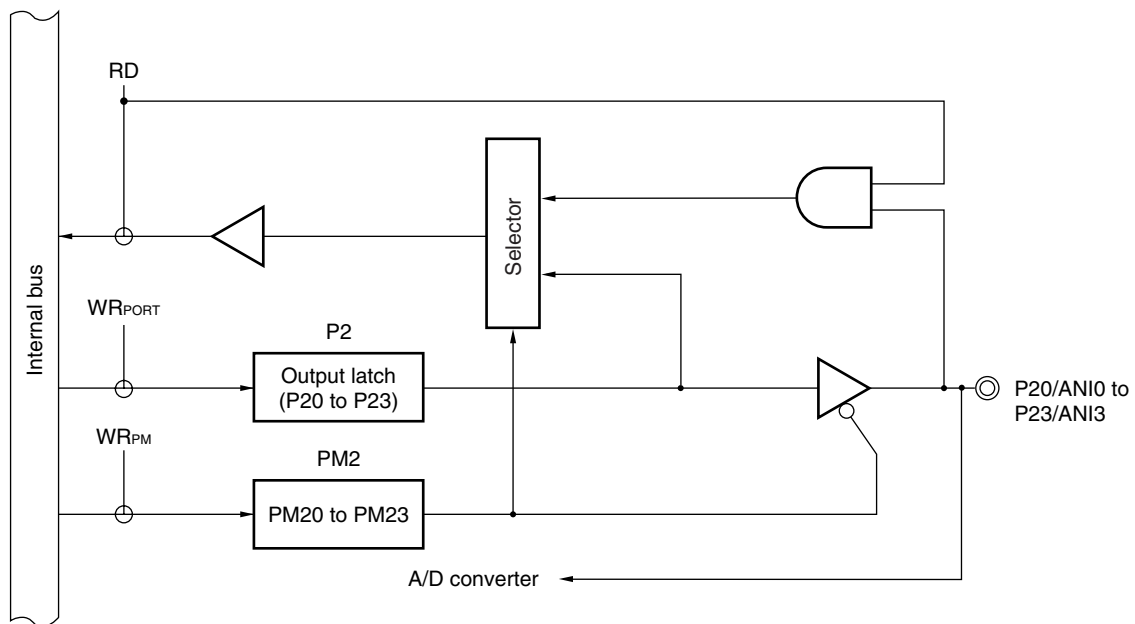 RD
Selector
Internal bus
WRPORT
P2
Output latch
(P20 to P23)
P20/ANI0 to
P23/ANI3
WRPM
PM2
PM20 to PM23
A/D converter